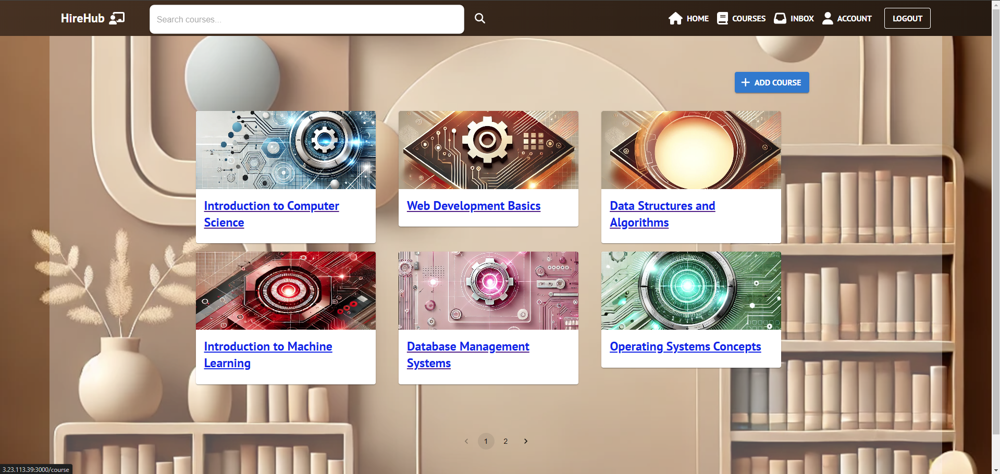 HireHub
Search courses...
HOME
COURSES
INBOX
ACCOUNT
LOGOUT
ADD COURSE
Introduction to Computer
Science
Web Development Basics
Data Structures and
Algorithms
Introduction to Machine
Learning
Database Management
Systems
Operating Systems Concepts
1 2
3.23.113.39:3000/course